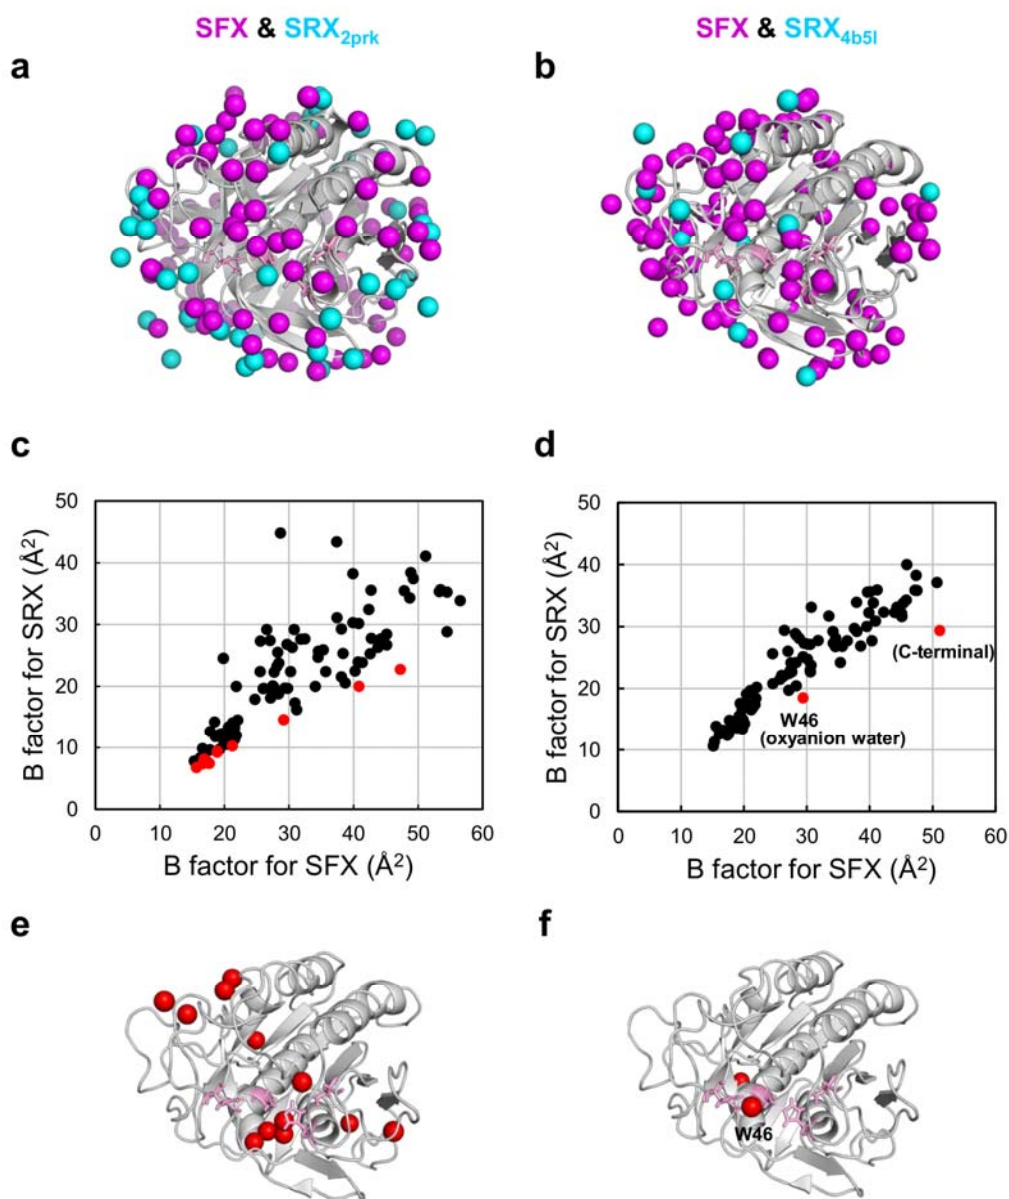 SFX & SRX2prk
SFX & SRX4b5l
a
b
c
d
B factor for SRX (Å²)
50
40
30
20
10
0
0 10 20 30 40 50 60
B factor for SFX (Å²)
B factor for SRX (Å²)
50
40
30
20
10
0
(C-terminal)
W46
(oxyanion water)
0 10 20 30 40 50 60
B factor for SFX (Å²)
e
f
W46